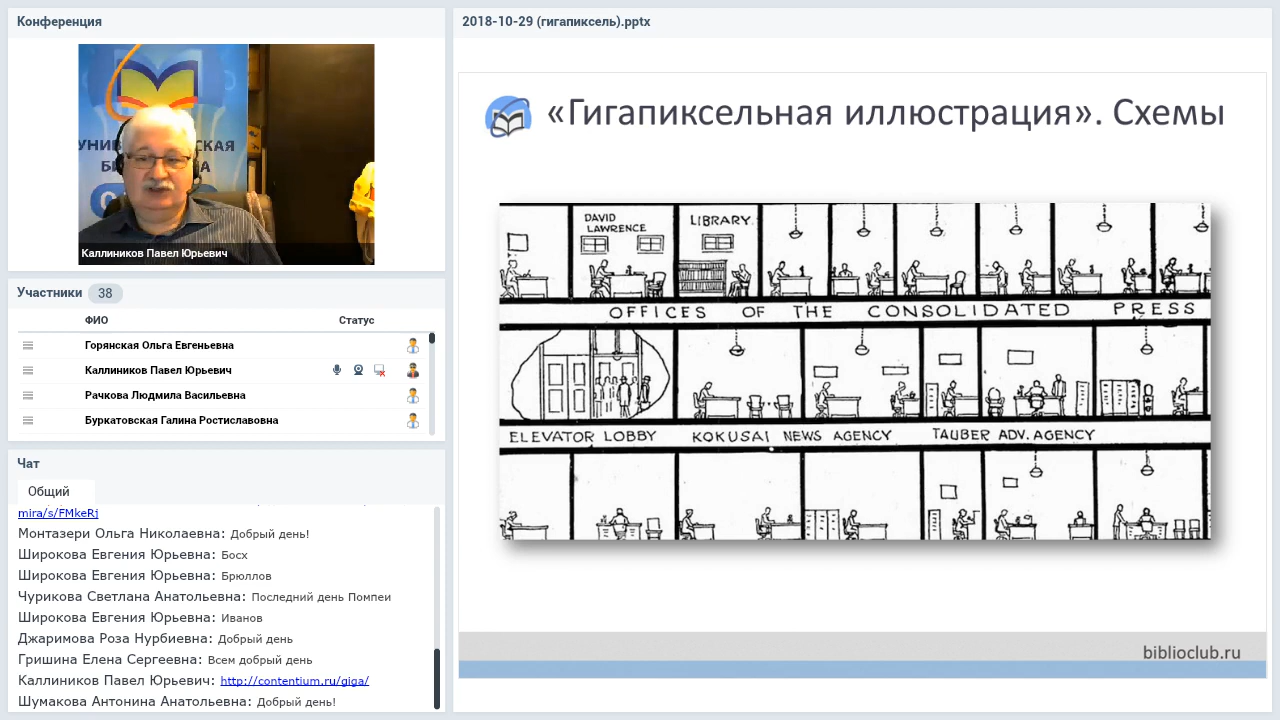 Конференция
УНИВ
СКАЯ
Каллиников Павел Юрьевич
Участники 38
ФИО Статус
Горянская Ольга Евгеньевна
Каллиников Павел Юрьевич
Рачкова Людмила Васильевна
Буркатовская Галина Ростиславовна
Чат
Общий
mira/s/FMkeRj
Монтазери Ольга Николаевна: Добрый день!
Широкова Евгения Юрьевна: Босх
Широкова Евгения Юрьевна: Брюллов
Чурикова Светлана Анатольевна: Последний день Помпеи
Широкова Евгения Юрьевна: Иванов
Джаримова Роза Нурбиевна: Добрый день
Гришина Елена Сергеевна: Всем добрый день
Каллиников Павел Юрьевич: http://contentium.ru/giga/
Шумакова Антонина Анатольевна: Добрый день!
2018-10-29 (гигапиксель).pptx
«Гигапиксельная иллюстрация». Схемы
DAVID
LAWRENCE
LIBRARY
OFFICES OF THE CONSOLIDATED PRESS
ELEVATOR LOBBY KOKUSAI NEWS AGENCY TAUBER ADV. AGENCY
biblioclub.ru